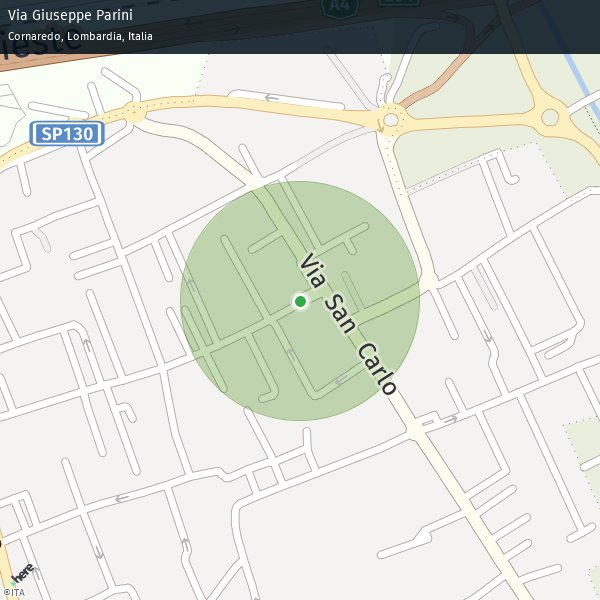 Via Giuseppe Parini
Cornaredo, Lombardia, Italia
A4
SP130
Via San Carlo
here
©ITA